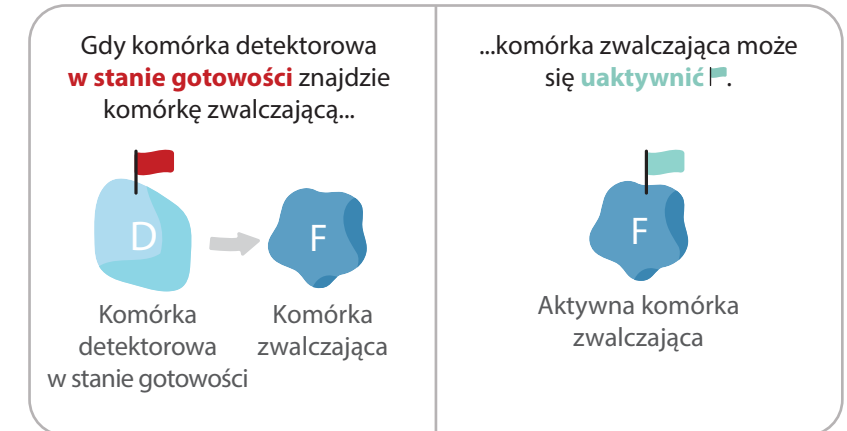 Gdy komórka detektorowa
w stanie gotowości znajdzie
komórkę zwalczającą...
D
F
Komórka
detektorowa
w stanie gotowości
Komórka
zwalczająca
...komórka zwalczająca może
się uaktywnić.
F
Aktywna komórka
zwalczająca